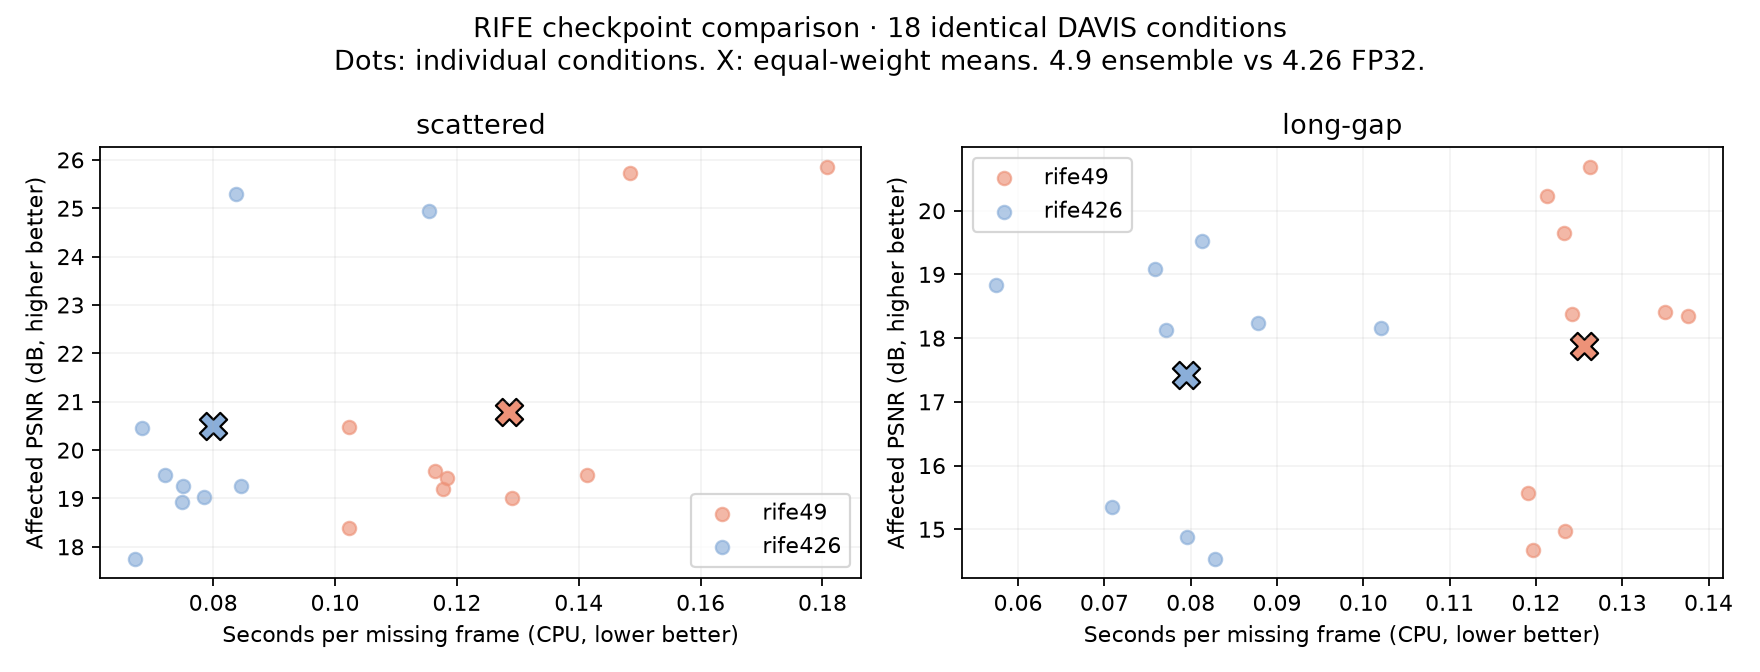 RIFE checkpoint comparison · 18 identical DAVIS conditions
Dots: individual conditions. X: equal-weight means. 4.9 ensemble vs 4.26 FP32.
scattered
Affected PSNR (dB, higher better)
26
25
24
23
22
21
20
19
18
rife49
rife426
0.08 0.10 0.12 0.14 0.16 0.18
Seconds per missing frame (CPU, lower better)
long-gap
Affected PSNR (dB, higher better)
rife49
rife426
20
19
18
17
16
15
0.06 0.07 0.08 0.09 0.10 0.11 0.12 0.13 0.14
Seconds per missing frame (CPU, lower better)